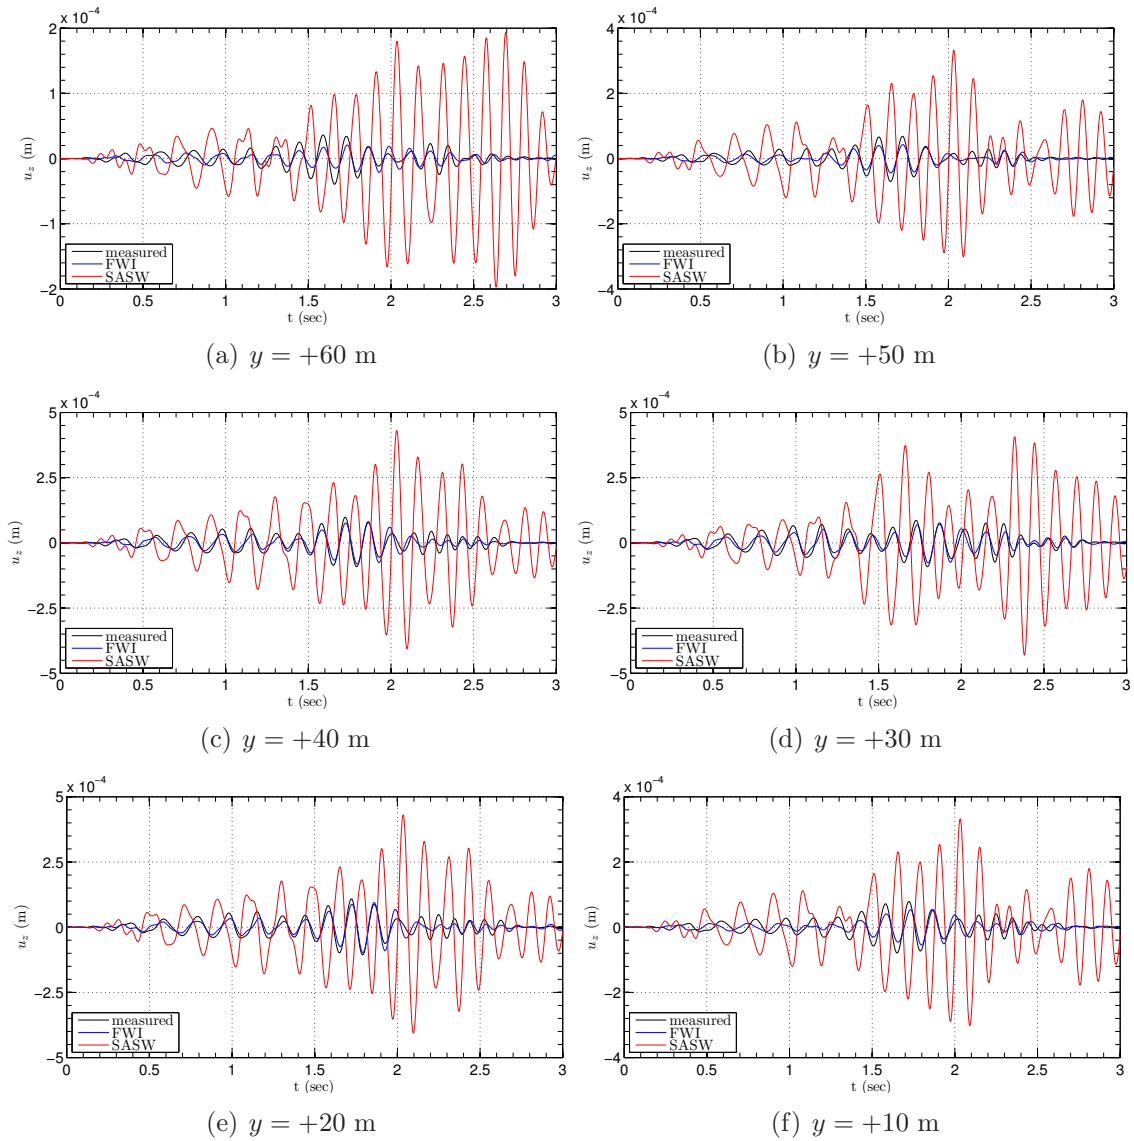 x 10⁻⁴
2
1
0
−1
−2
u_z (m)
measured
FWI
SASW
0 0.5 1 1.5 2 2.5 3
t (sec)
(a) y = +60 m
x 10⁻⁴
4
2
0
−2
−4
u_z (m)
measured
FWI
SASW
0 0.5 1 1.5 2 2.5 3
t (sec)
(b) y = +50 m
x 10⁻⁴
5
2.5
0
−2.5
−5
u_z (m)
measured
FWI
SASW
0 0.5 1 1.5 2 2.5 3
t (sec)
(c) y = +40 m
x 10⁻⁴
5
2.5
0
−2.5
−5
u_z (m)
measured
FWI
SASW
0 0.5 1 1.5 2 2.5 3
t (sec)
(d) y = +30 m
x 10⁻⁴
5
2.5
0
−2.5
−5
u_z (m)
measured
FWI
SASW
0 0.5 1 1.5 2 2.5 3
t (sec)
(e) y = +20 m
x 10⁻⁴
4
2
0
−2
−4
u_z (m)
measured
FWI
SASW
0 0.5 1 1.5 2 2.5 3
t (sec)
(f) y = +10 m